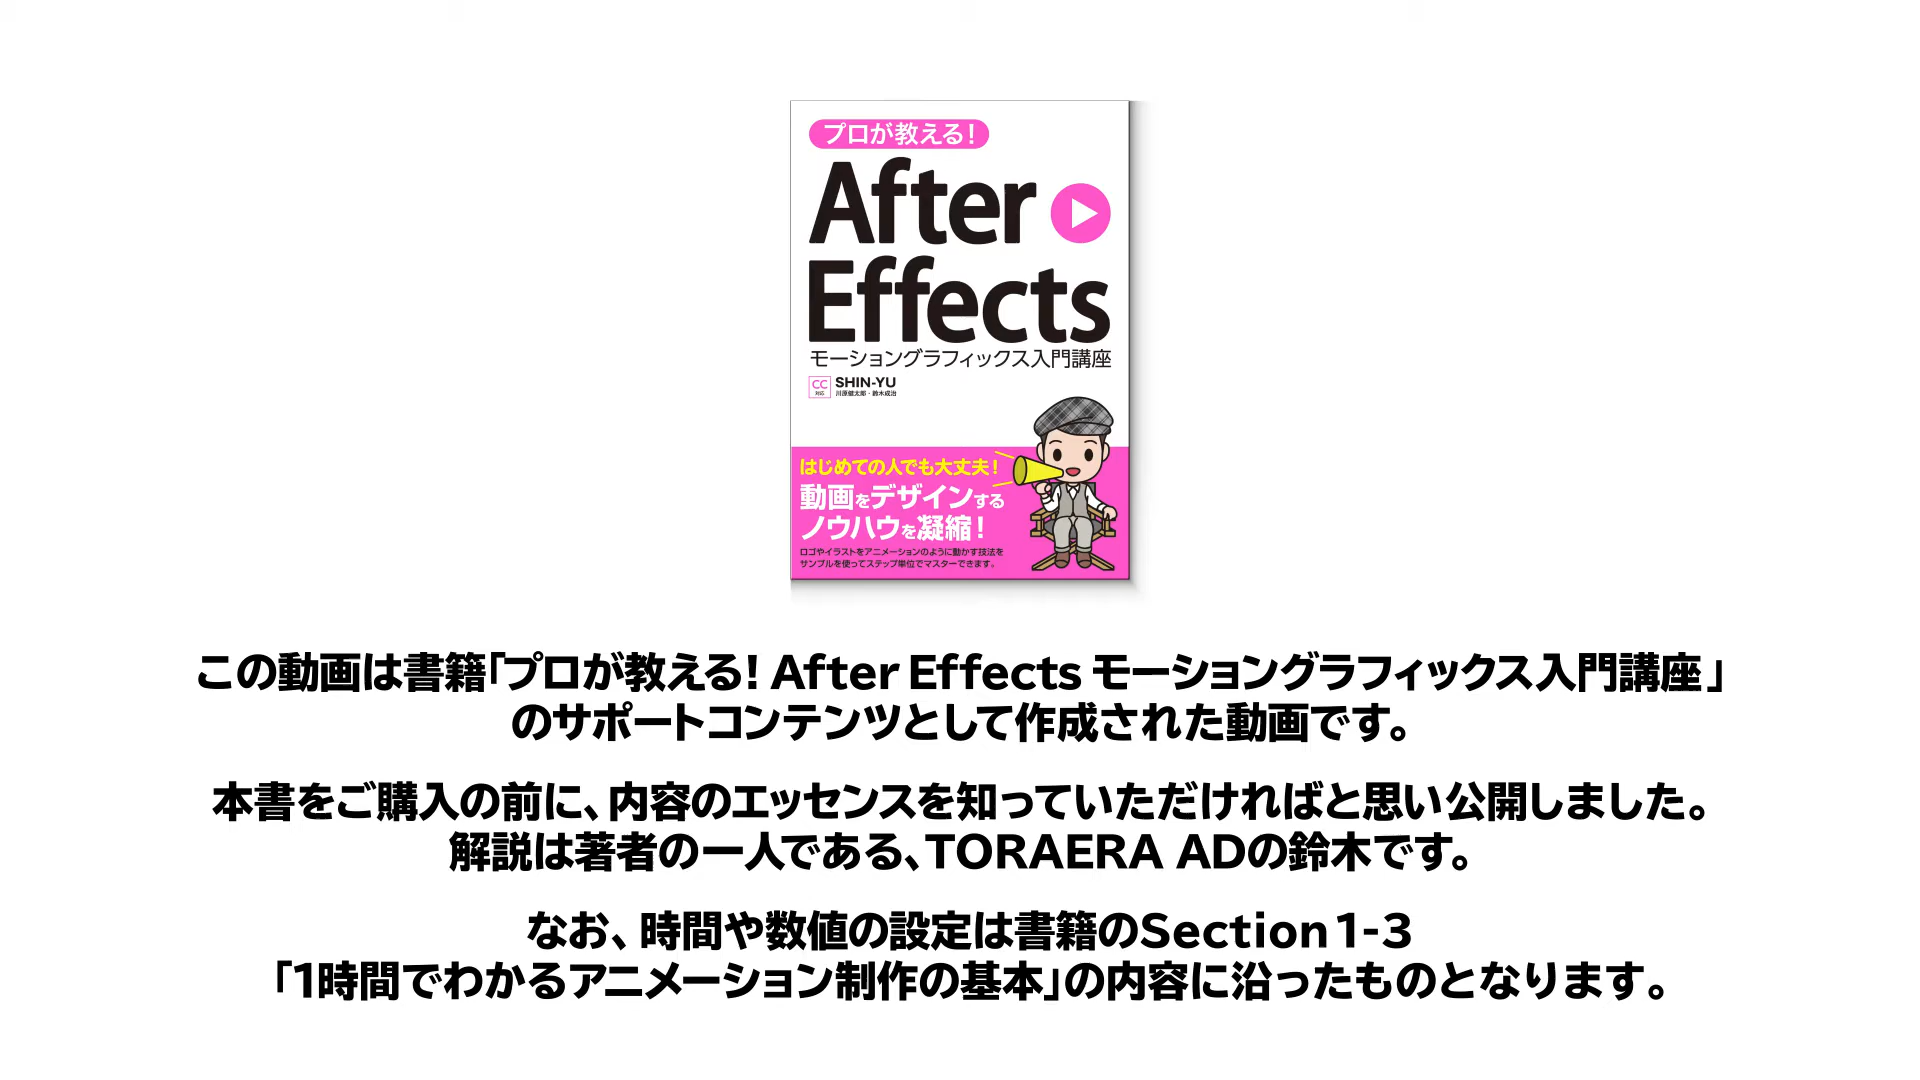 プロが教える!
After
Effects
モーショングラフィックス入門講座
CC
対応
SHIN-YU
川原健太郎・鈴木成治
はじめての人でも大丈夫!
動画をデザインする
ノウハウを凝縮!
ロゴやイラストをアニメーションのように動かす技法を
サンプルを使ってステップ単位でマスターできます。
この動画は書籍「プロが教える! After Effects モーショングラフィックス入門講座」
のサポートコンテンツとして作成された動画です。
本書をご購入の前に、内容のエッセンスを知っていただければと思い公開しました。
解説は著者の一人である、TORAERA ADの鈴木です。
なお、時間や数値の設定は書籍のSection1-3
「1時間でわかるアニメーション制作の基本」の内容に沿ったものとなります。